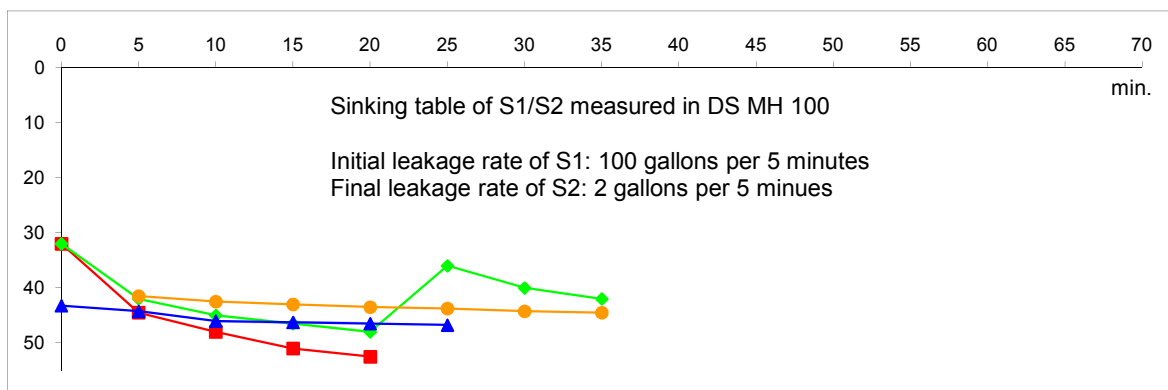 0 5 10 15 20 25 30 35 40 45 50 55 60 65 70
0
min.
Sinking table of S1/S2 measured in DS MH 100
10
Initial leakage rate of S1: 100 gallons per 5 minutes
20
Final leakage rate of S2: 2 gallons per 5 minues
30
40
50